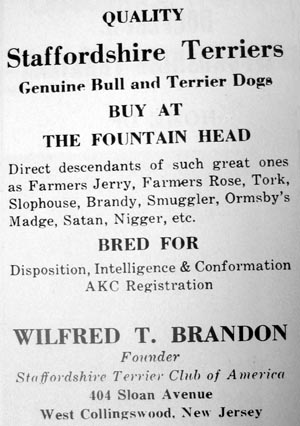 QUALITY
Staffordshire Terriers
Genuine Bull and Terrier Dogs
BUY AT
THE FOUNTAIN HEAD
Direct descendants of such great ones
as Farmers Jerry, Farmers Rose, Tork,
Slophouse, Brandy, Smuggler, Ormsby's
Madge, Satan, Nigger, etc.
BRED FOR
Disposition, Intelligence & Conformation
AKC Registration
WILFRED T. BRANDON
Founder
Staffordshire Terrier Club of America
404 Sloan Avenue
West Collingswood, New Jersey